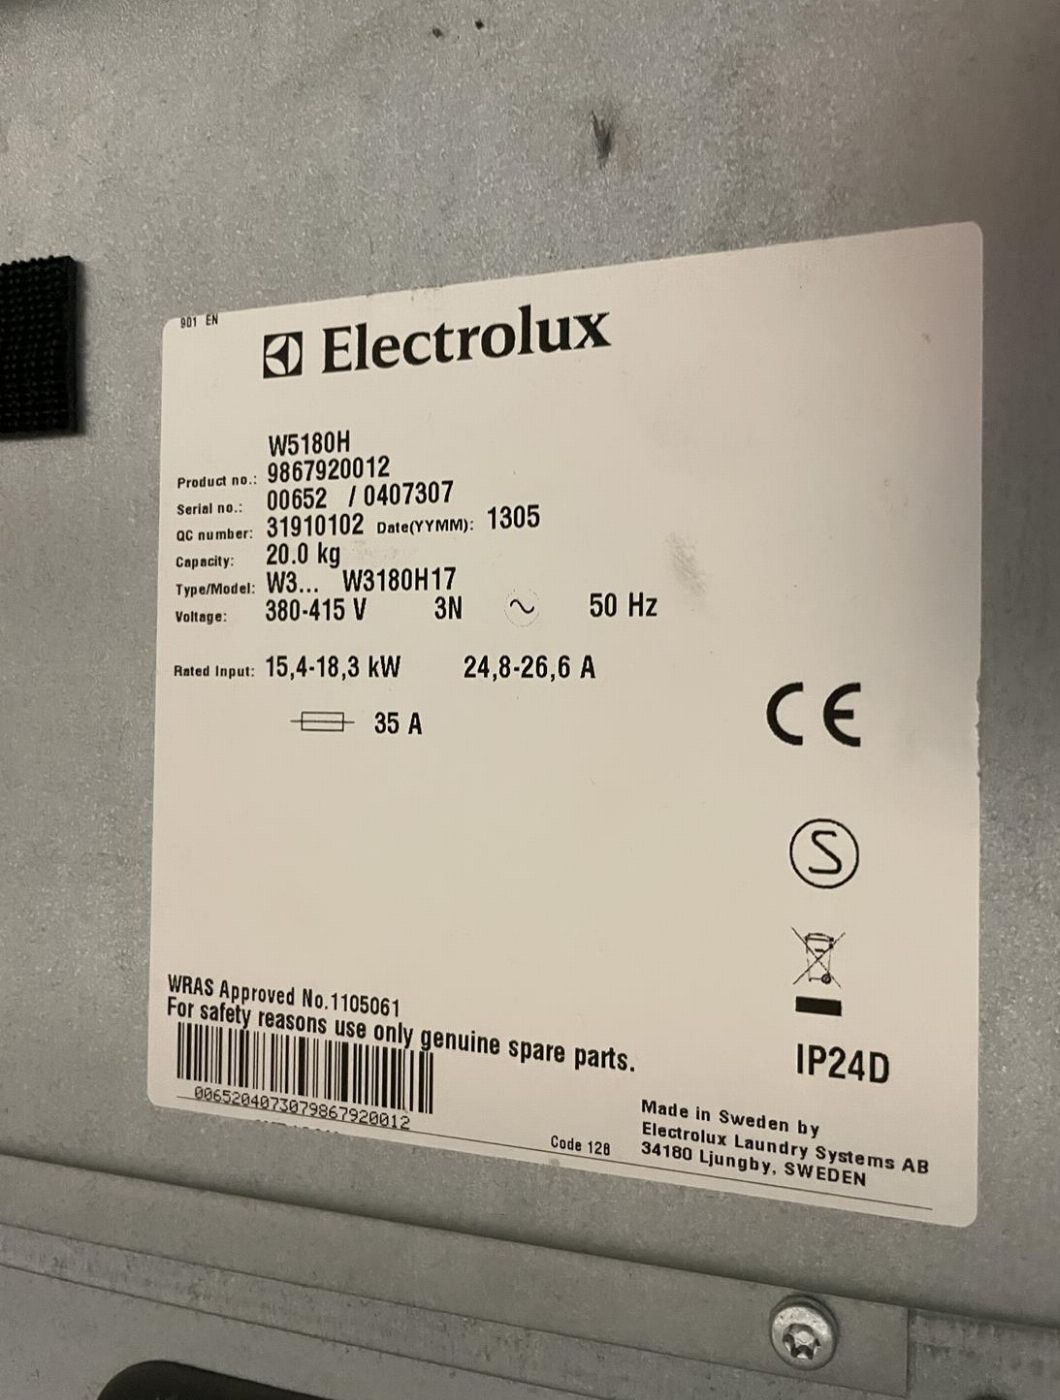 901 EN
Electrolux
W5180H
Product no.: 9867920012
Serial no.: 00652 / 0407307
QC number: 31910102 Date(YYMM): 1305
Capacity: 20.0 kg
Type/Model: W3... W3180H17
Voltage: 380-415 V 3N ~ 50 Hz
Rated Input: 15,4-18,3 kW 24,8-26,6 A
35 A
CE
S
WRAS Approved No.1105061
For safety reasons use only genuine spare parts.
IP24D
0065204073079867920012
Code 128
Made in Sweden by
Electrolux Laundry Systems AB
34180 Ljungby, SWEDEN